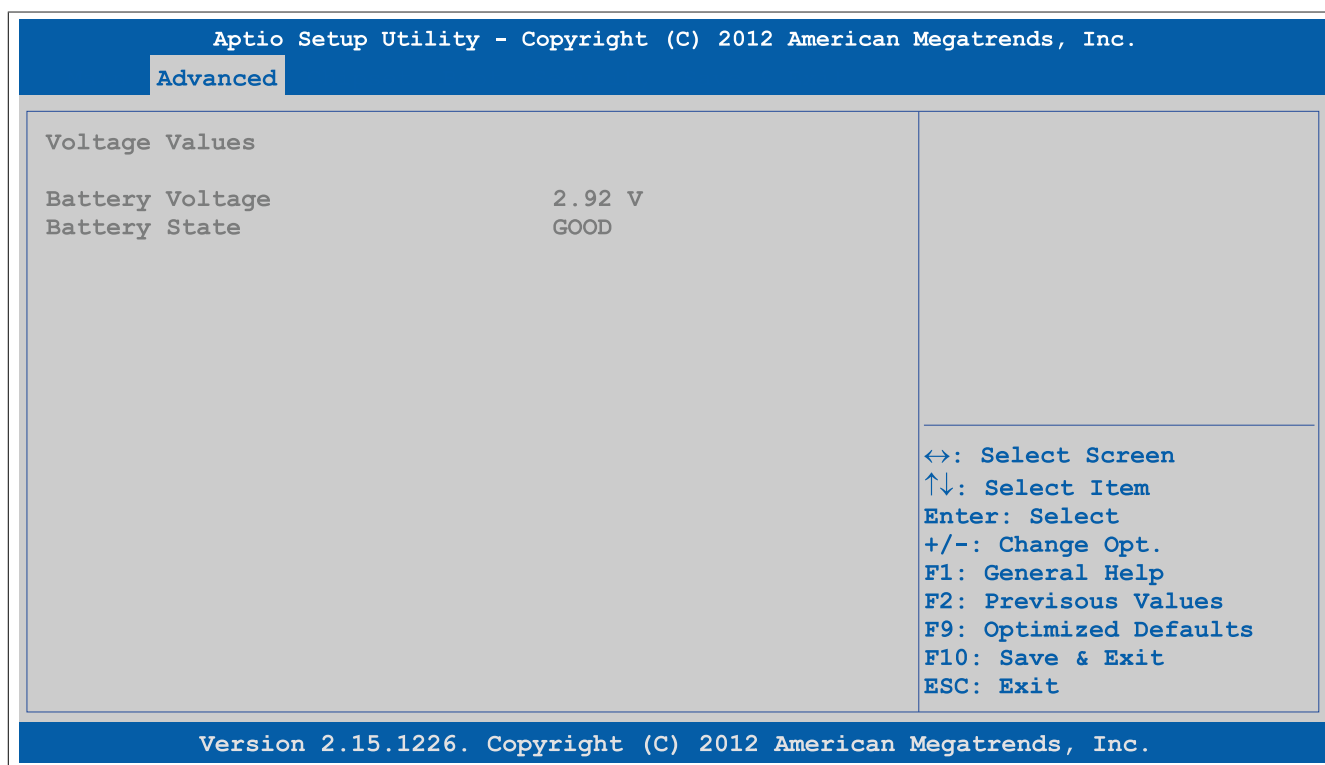 Aptio Setup Utility - Copyright (C) 2012 American Megatrends, Inc.
Advanced
Voltage Values
Battery Voltage 2.92 V
Battery State GOOD
↔: Select Screen
↑↓: Select Item
Enter: Select
+/-: Change Opt.
F1: General Help
F2: Previsous Values
F9: Optimized Defaults
F10: Save & Exit
ESC: Exit
Version 2.15.1226. Copyright (C) 2012 American Megatrends, Inc.